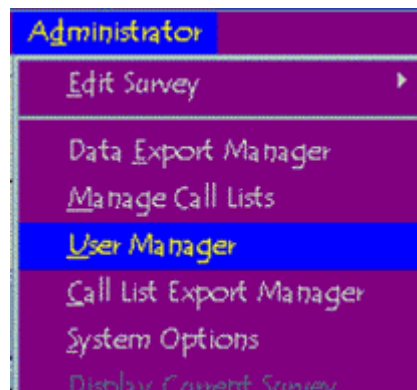 Administrator
Edit Survey
Data Export Manager
Manage Call Lists
User Manager
Call List Export Manager
System Options
Display Current Survey